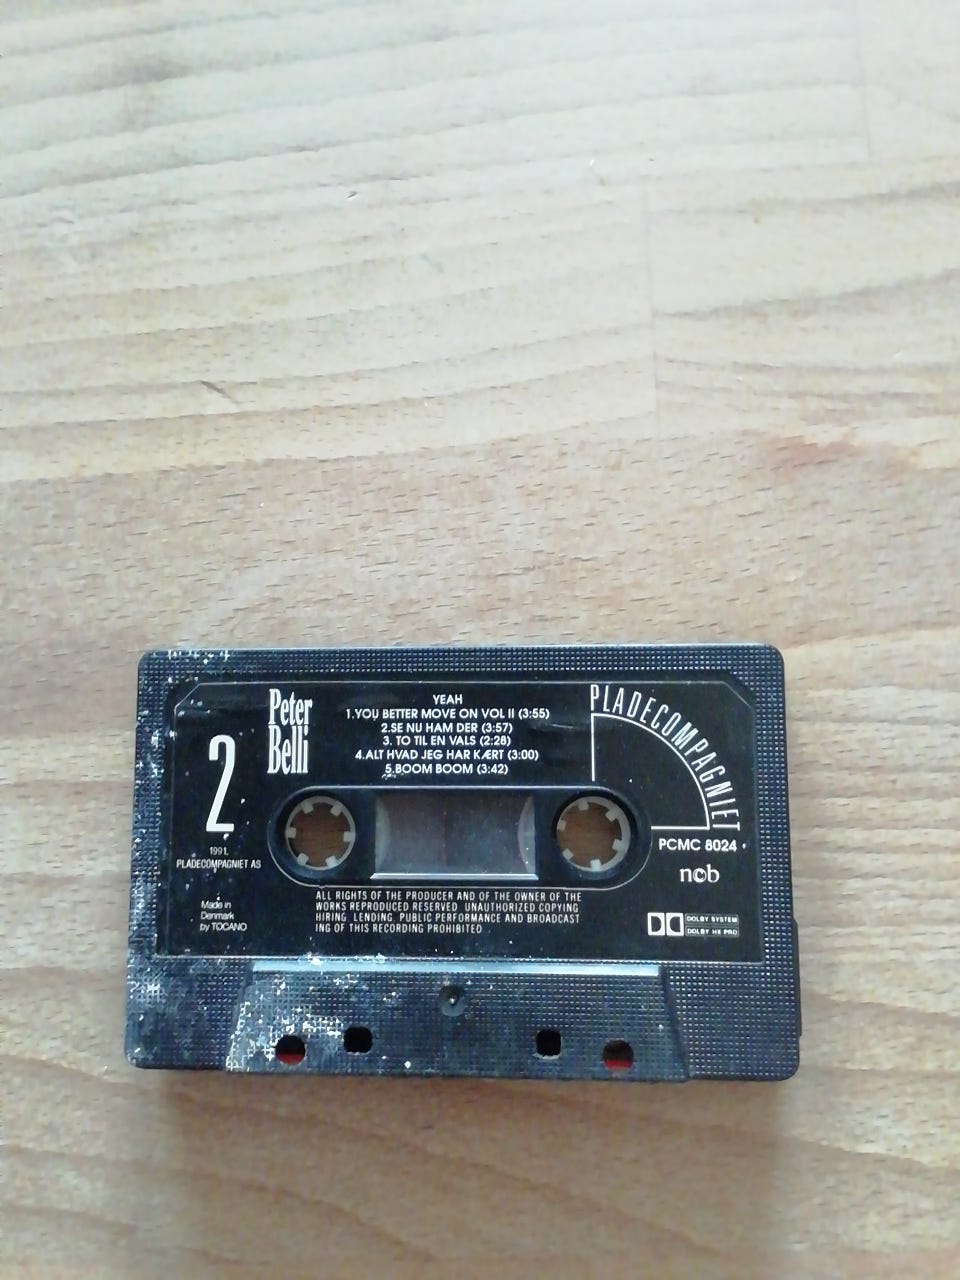 Peter
Belli
YEAH
1.YOU BETTER MOVE ON VOL II (3:55)
2.SE NU HAM DER (3:57)
3. TO TIL EN VALS (2:28)
4.ALT HVAD JEG HAR KÆRT (3:00)
5.BOOM BOOM (3:42)
PLADECOMPAGNIET
2
1991
PLADECOMPAGNIET AS
PCMC 8024
ncb
Made in
Denmark
by TOCANO
ALL RIGHTS OF THE PRODUCER AND OF THE OWNER OF THE
WORKS REPRODUCED RESERVED UNAUTHORIZED COPYING
HIRING LENDING, PUBLIC PERFORMANCE AND BROADCAST
ING OF THIS RECORDING PROHIBITED
DOLBY SYSTEM
DOLBY HX PRO